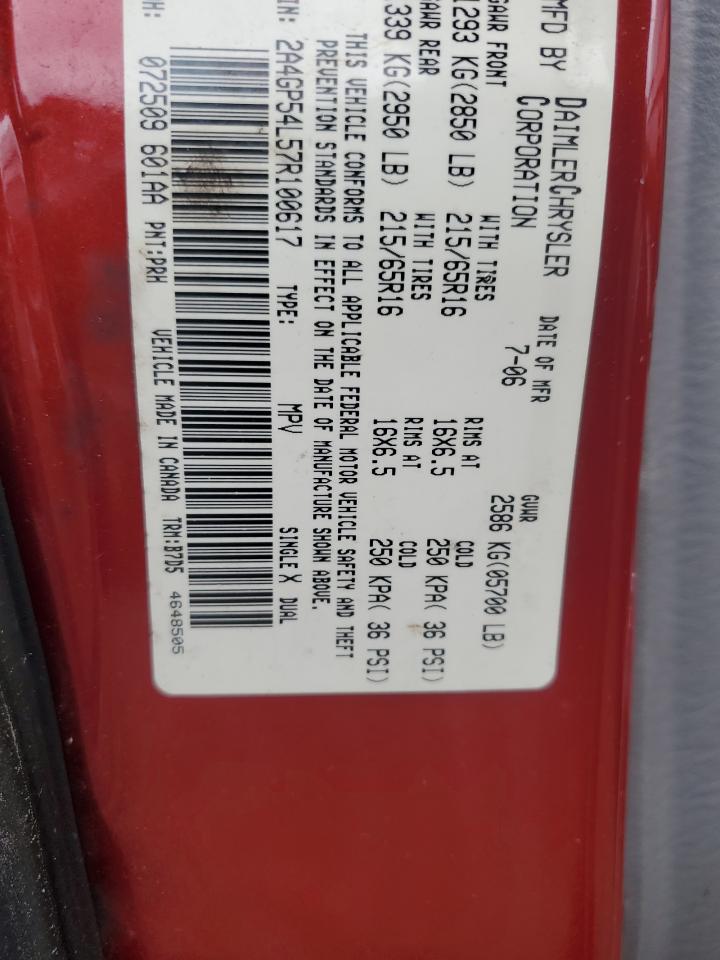 MFD BY DAIMLERCHRYSLER CORPORATION
DATE OF MFR 7-06
GVWR 2586 KG(05700 LB)
GAWR FRONT WITH TIRES RIMS AT COLD
1293 KG(2850 LB) 215/65R16 16X6.5 250 KPA( 36 PSI)
GAWR REAR WITH TIRES RIMS AT COLD
1339 KG(2950 LB) 215/65R16 16X6.5 250 KPA( 36 PSI)
THIS VEHICLE CONFORMS TO ALL APPLICABLE FEDERAL MOTOR VEHICLE SAFETY AND THEFT
PREVENTION STANDARDS IN EFFECT ON THE DATE OF MANUFACTURE SHOWN ABOVE.
IN: 2A4GP54L57R100617 TYPE: MPV SINGLE X DUAL
4648505
DH: 072509 601AA PNT:PRH VEHICLE MADE IN CANADA TRM:B7D5